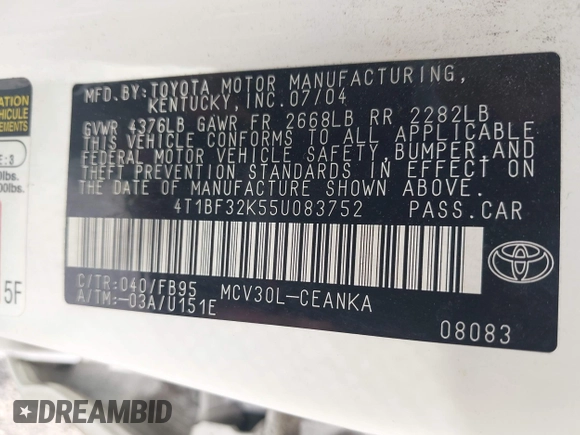 MFD.BY:TOYOTA MOTOR MANUFACTURING,
KENTUCKY, INC.07/04
GVWR 4376LB GAWR FR 2668LB RR 2282LB
THIS VEHICLE CONFORMS TO ALL APPLICABLE
FEDERAL MOTOR VEHICLE SAFETY,BUMPER,AND
THEFT PREVENTION STANDARDS IN EFFECT ON
THE DATE OF MANUFACTURE SHOWN ABOVE.
4T1BF32K55U083752 PASS.CAR
C/TR:040/FB95 MCV30L-CEANKA
A/TM:-03A/U151E
08083
VEHICULE
5F
DREAMBID